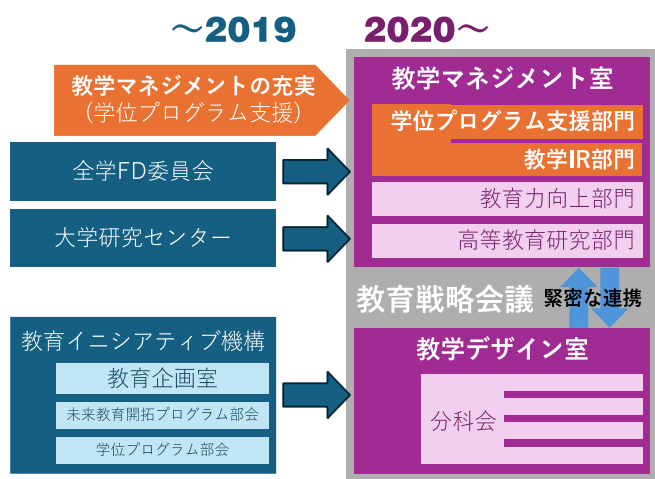 ～2019
2020～
教学マネジメントの充実
(学位プログラム支援)
教学マネジメント室
学位プログラム支援部門
教学IR部門
全学FD委員会
教育力向上部門
大学研究センター
高等教育研究部門
教育戦略会議
緊密な連携
教育イニシアティブ機構
教育企画室
未来教育開拓プログラム部会
学位プログラム部会
教学デザイン室
分科会